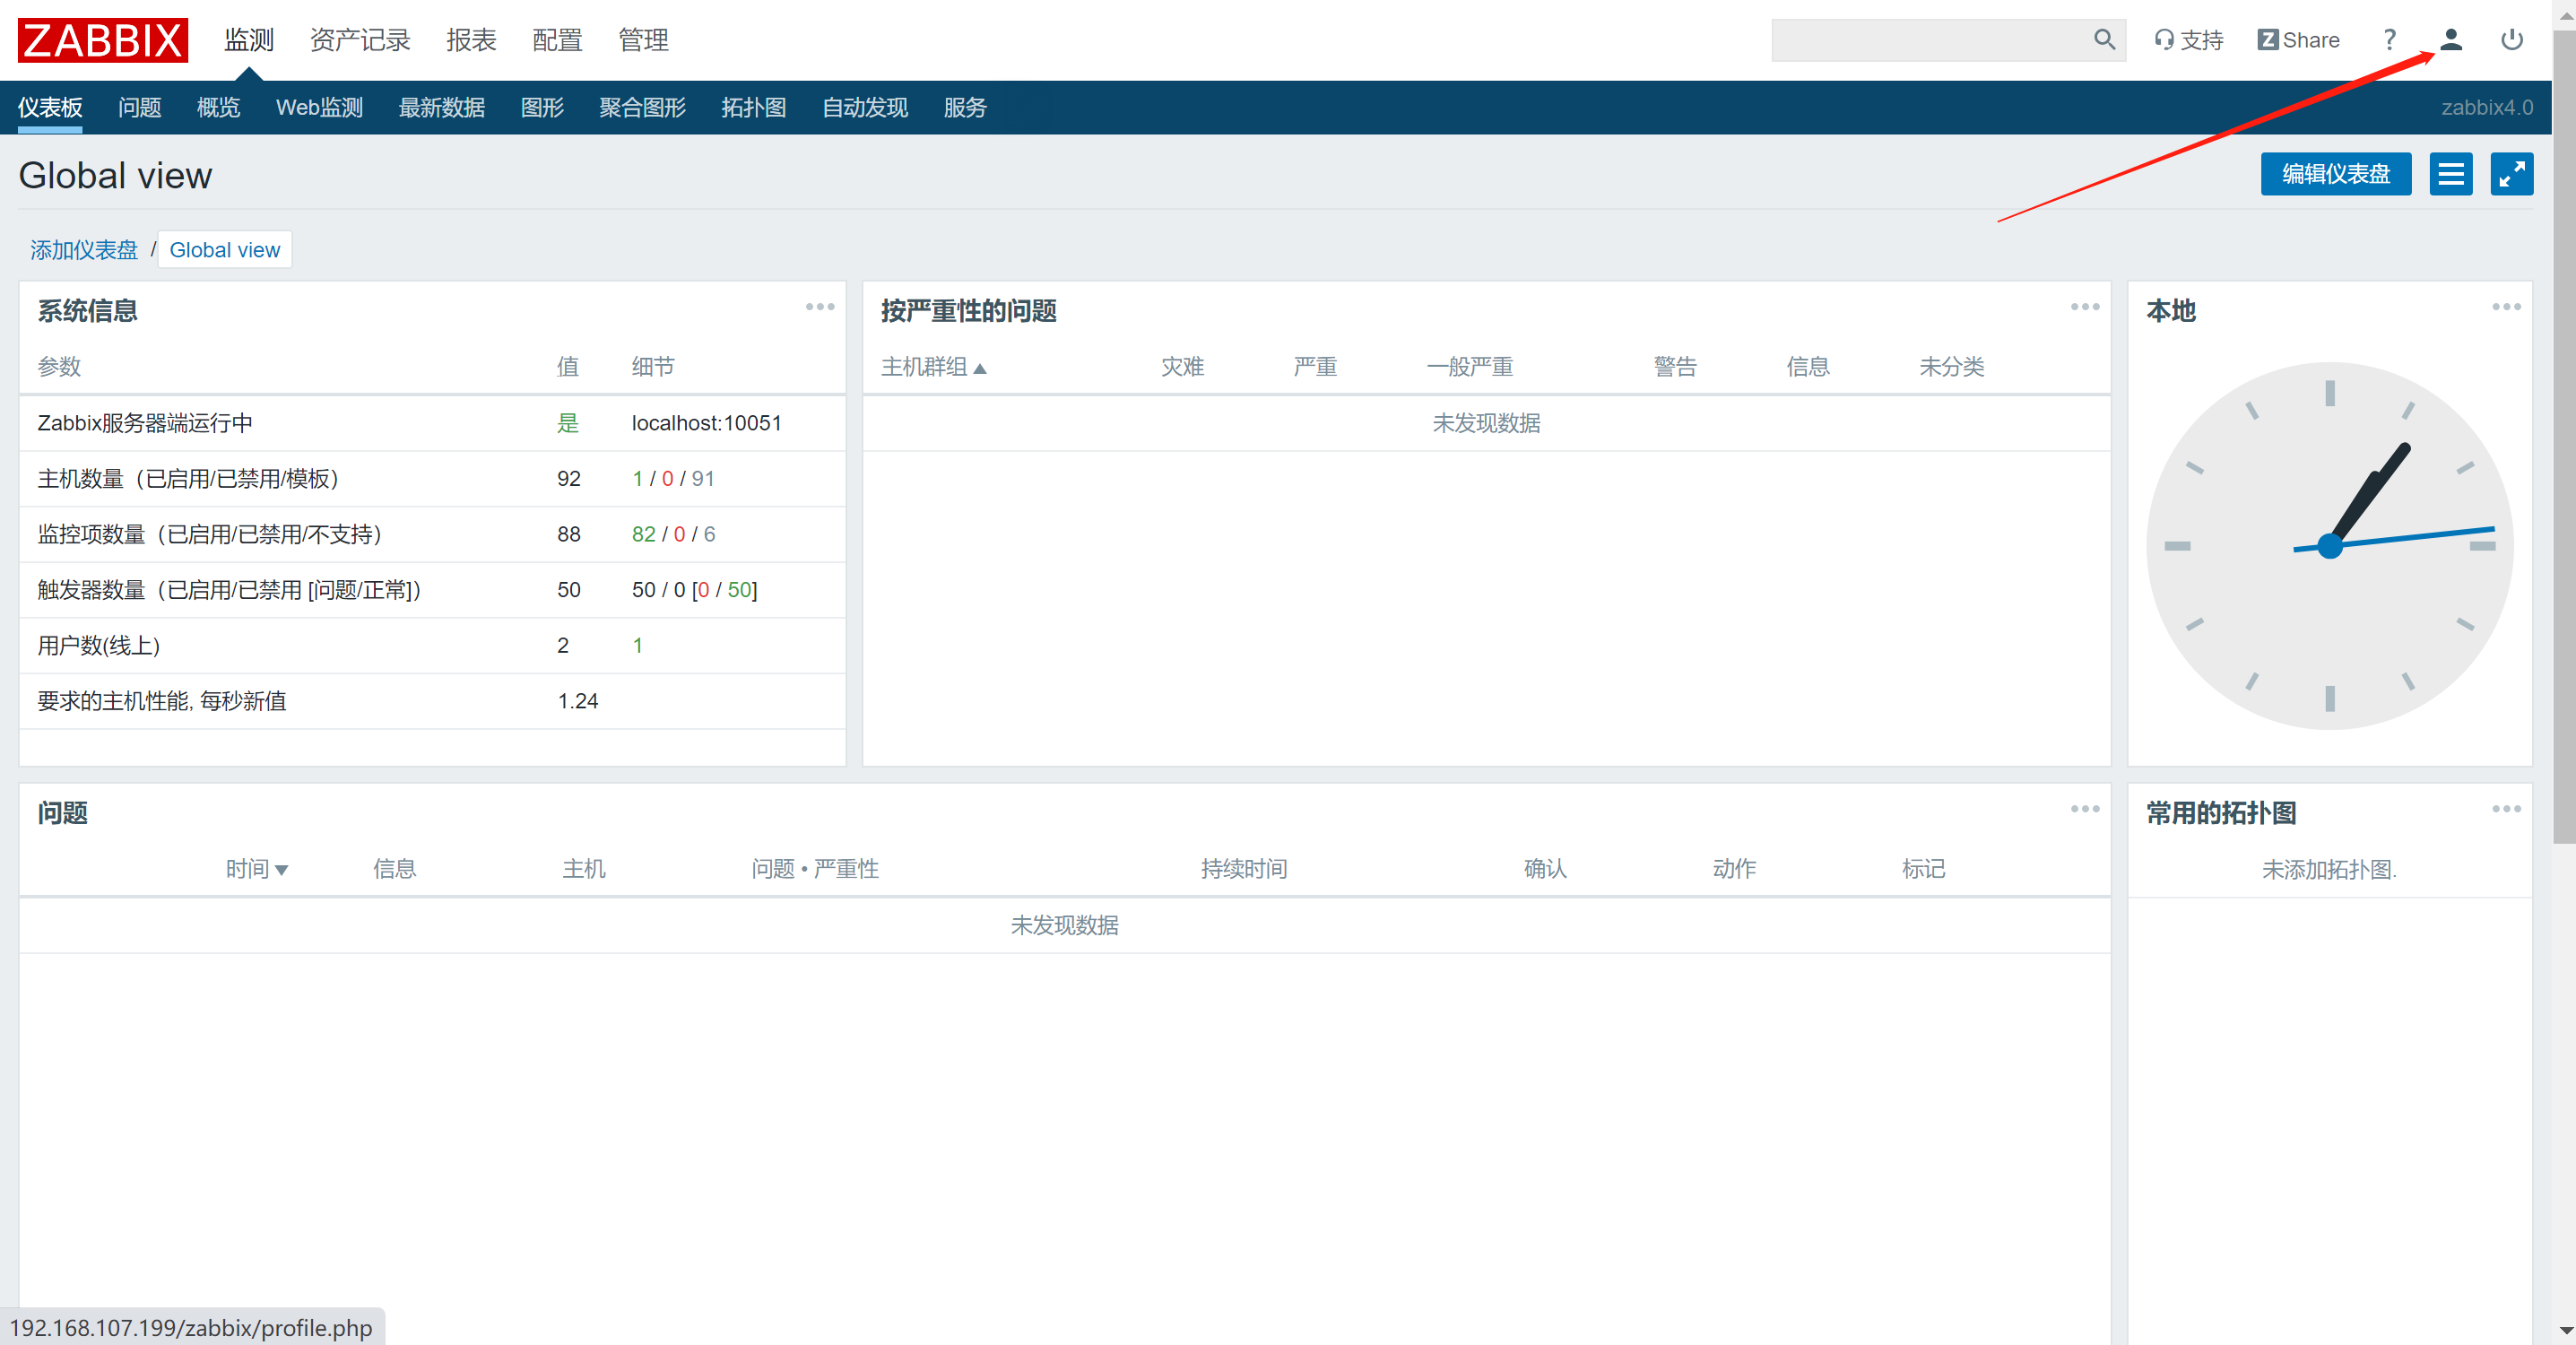 ZABBIX 监测 资产记录 报表 配置 管理 支持 Z Share ?
仪表板 问题 概览 Web监测 最新数据 图形 聚合图形 拓扑图 自动发现 服务 zabbix4.0
Global view 编辑仪表盘
添加仪表盘 / Global view
系统信息
参数 值 细节
Zabbix服务器端运行中 是 localhost:10051
主机数量（已启用/已禁用/模板） 92 1 / 0 / 91
监控项数量（已启用/已禁用/不支持） 88 82 / 0 / 6
触发器数量（已启用/已禁用 [问题/正常]） 50 50 / 0 [0 / 50]
用户数(线上) 2 1
要求的主机性能, 每秒新值 1.24
按严重性的问题
主机群组 灾难 严重 一般严重 警告 信息 未分类
未发现数据
本地
问题
时间 信息 主机 问题 • 严重性 持续时间 确认 动作 标记
未发现数据
常用的拓扑图
未添加拓扑图.
192.168.107.199/zabbix/profile.php